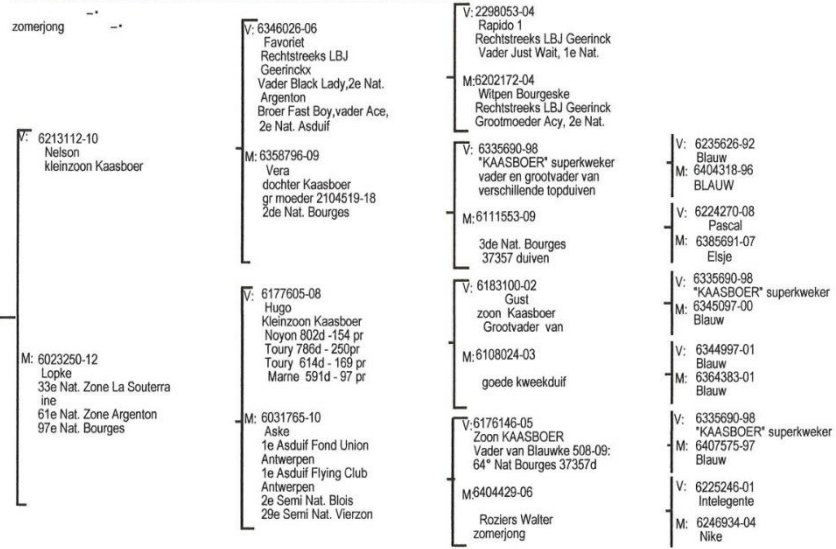 zomerjong
V: 6213112-10
Nelson
kleinzoon Kaasboer
M: 6023250-12
Lopke
33e Nat. Zone La Souterra
ine
61e Nat. Zone Argenton
97e Nat. Bourges
V: 6346026-06
Favoriet
Rechtstreeks LBJ
Geerinckx
Vader Black Lady,2e Nat.
Argenton
Broer Fast Boy,vader Ace,
2e Nat. Asduif
M: 6358796-09
Vera
dochter Kaasboer
gr moeder 2104519-18
2de Nat. Bourges
V: 6177605-08
Hugo
Kleinzoon Kaasboer
Noyon 802d -154 pr
Toury 786d - 250pr
Toury 614d - 169 pr
Marne 591d - 97 pr
M: 6031765-10
Aske
1e Asduif Fond Union
Antwerpen
1e Asduif Flying Club
Antwerpen
2e Semi Nat. Blois
29e Semi Nat. Vierzon
V: 2298053-04
Rapido 1
Rechtstreeks LBJ Geerinck
Vader Just Wait, 1e Nat.
M:6202172-04
Witpen Bourgeske
Rechtstreeks LBJ Geerinck
Grootmoeder Acy, 2e Nat.
V: 6335690-98
"KAASBOER" superkweker
vader en grootvader van
verschillende topduiven
M:6111553-09
3de Nat. Bourges
37357 duiven
V: 6183100-02
Gust
zoon Kaasboer
Grootvader van
M:6108024-03
goede kweekduif
V:6176146-05
Zoon KAASBOER
Vader van Blauwke 508-09:
64° Nat Bourges 37357d
M:6404429-06
Roziers Walter
zomerjong
V: 6235626-92
Blauw
M: 6404318-96
BLAUW
V: 6224270-08
Pascal
M: 6385691-07
Elsje
V: 6335690-98
"KAASBOER" superkweker
M: 6345097-00
Blauw
V: 6344997-01
Blauw
M: 6364383-01
Blauw
V: 6335690-98
"KAASBOER" superkweker
M: 6407575-97
Blauw
V: 6225246-01
Intelegente
M: 6246934-04
Nike